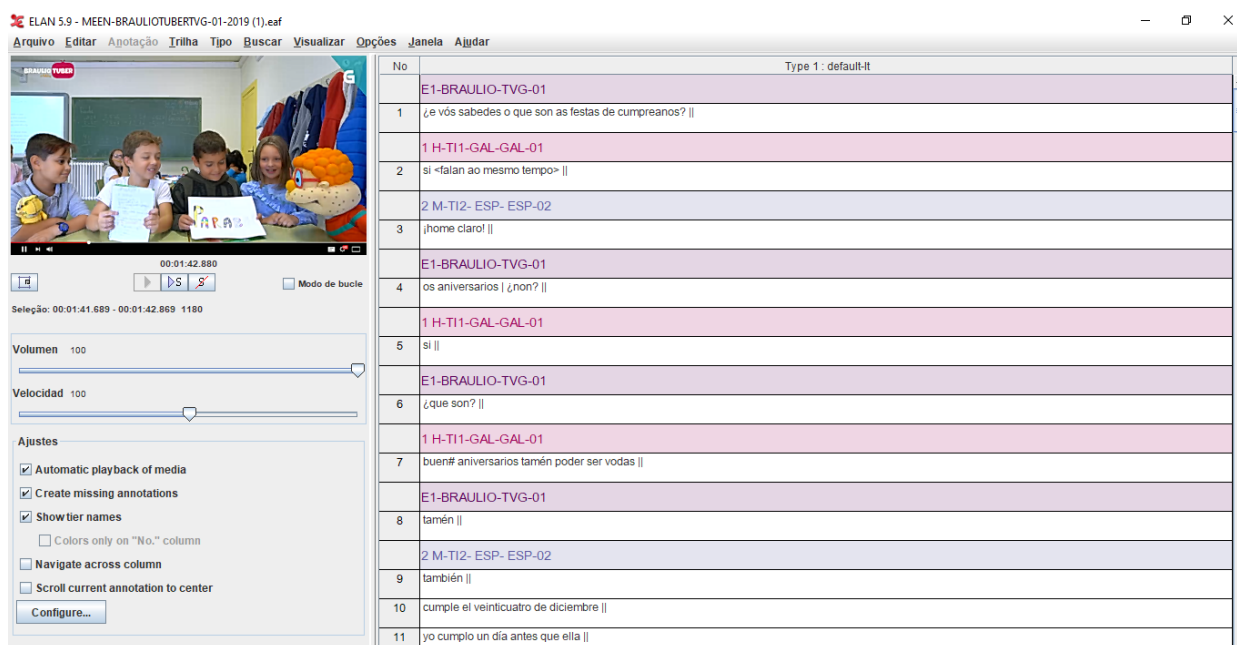 ELAN 5.9 - MEEN-BRAULIOTUBERTVG-01-2019 (1).eaf
Arquivo Editar Anotação Trilha Tipo Buscar Visualizar Opções Janela Ajudar
BRAULIO TUBER
G
PARAB
00:01:42.880
S S
Modo de bucle
Seleção: 00:01:41.689 - 00:01:42.869 1180
Volumen 100
Velocidad 100
Ajustes
Automatic playback of media
Create missing annotations
Show tier names
Colors only on "No." column
Navigate across column
Scroll current annotation to center
Configure...
No Type 1 : default-lt
E1-BRAULIO-TVG-01
1 ¿e vós sabedes o que son as festas de cumpreanos? ||
1 H-TI1-GAL-GAL-01
2 si <falan ao mesmo tempo> ||
2 M-TI2- ESP- ESP-02
3 ¡home claro! ||
E1-BRAULIO-TVG-01
4 os aniversarios | ¿non? ||
1 H-TI1-GAL-GAL-01
5 si ||
E1-BRAULIO-TVG-01
6 ¿que son? ||
1 H-TI1-GAL-GAL-01
7 buen# aniversarios tamén poder ser vodas ||
E1-BRAULIO-TVG-01
8 tamén ||
2 M-TI2- ESP- ESP-02
9 también ||
10 cumple el veinticuatro de diciembre ||
11 yo cumplo un día antes que ella ||